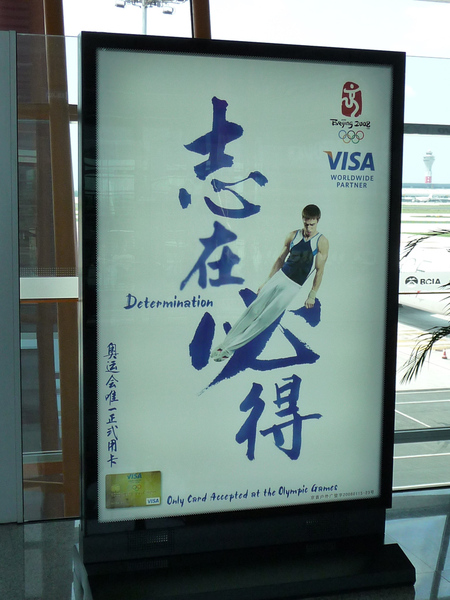 Beijing 2008
VISA
WORLDWIDE
PARTNER
志在必得
Determination
奥运会唯一正式用卡
VISA
VISA
Only Card Accepted at the Olympic Games
BCIA